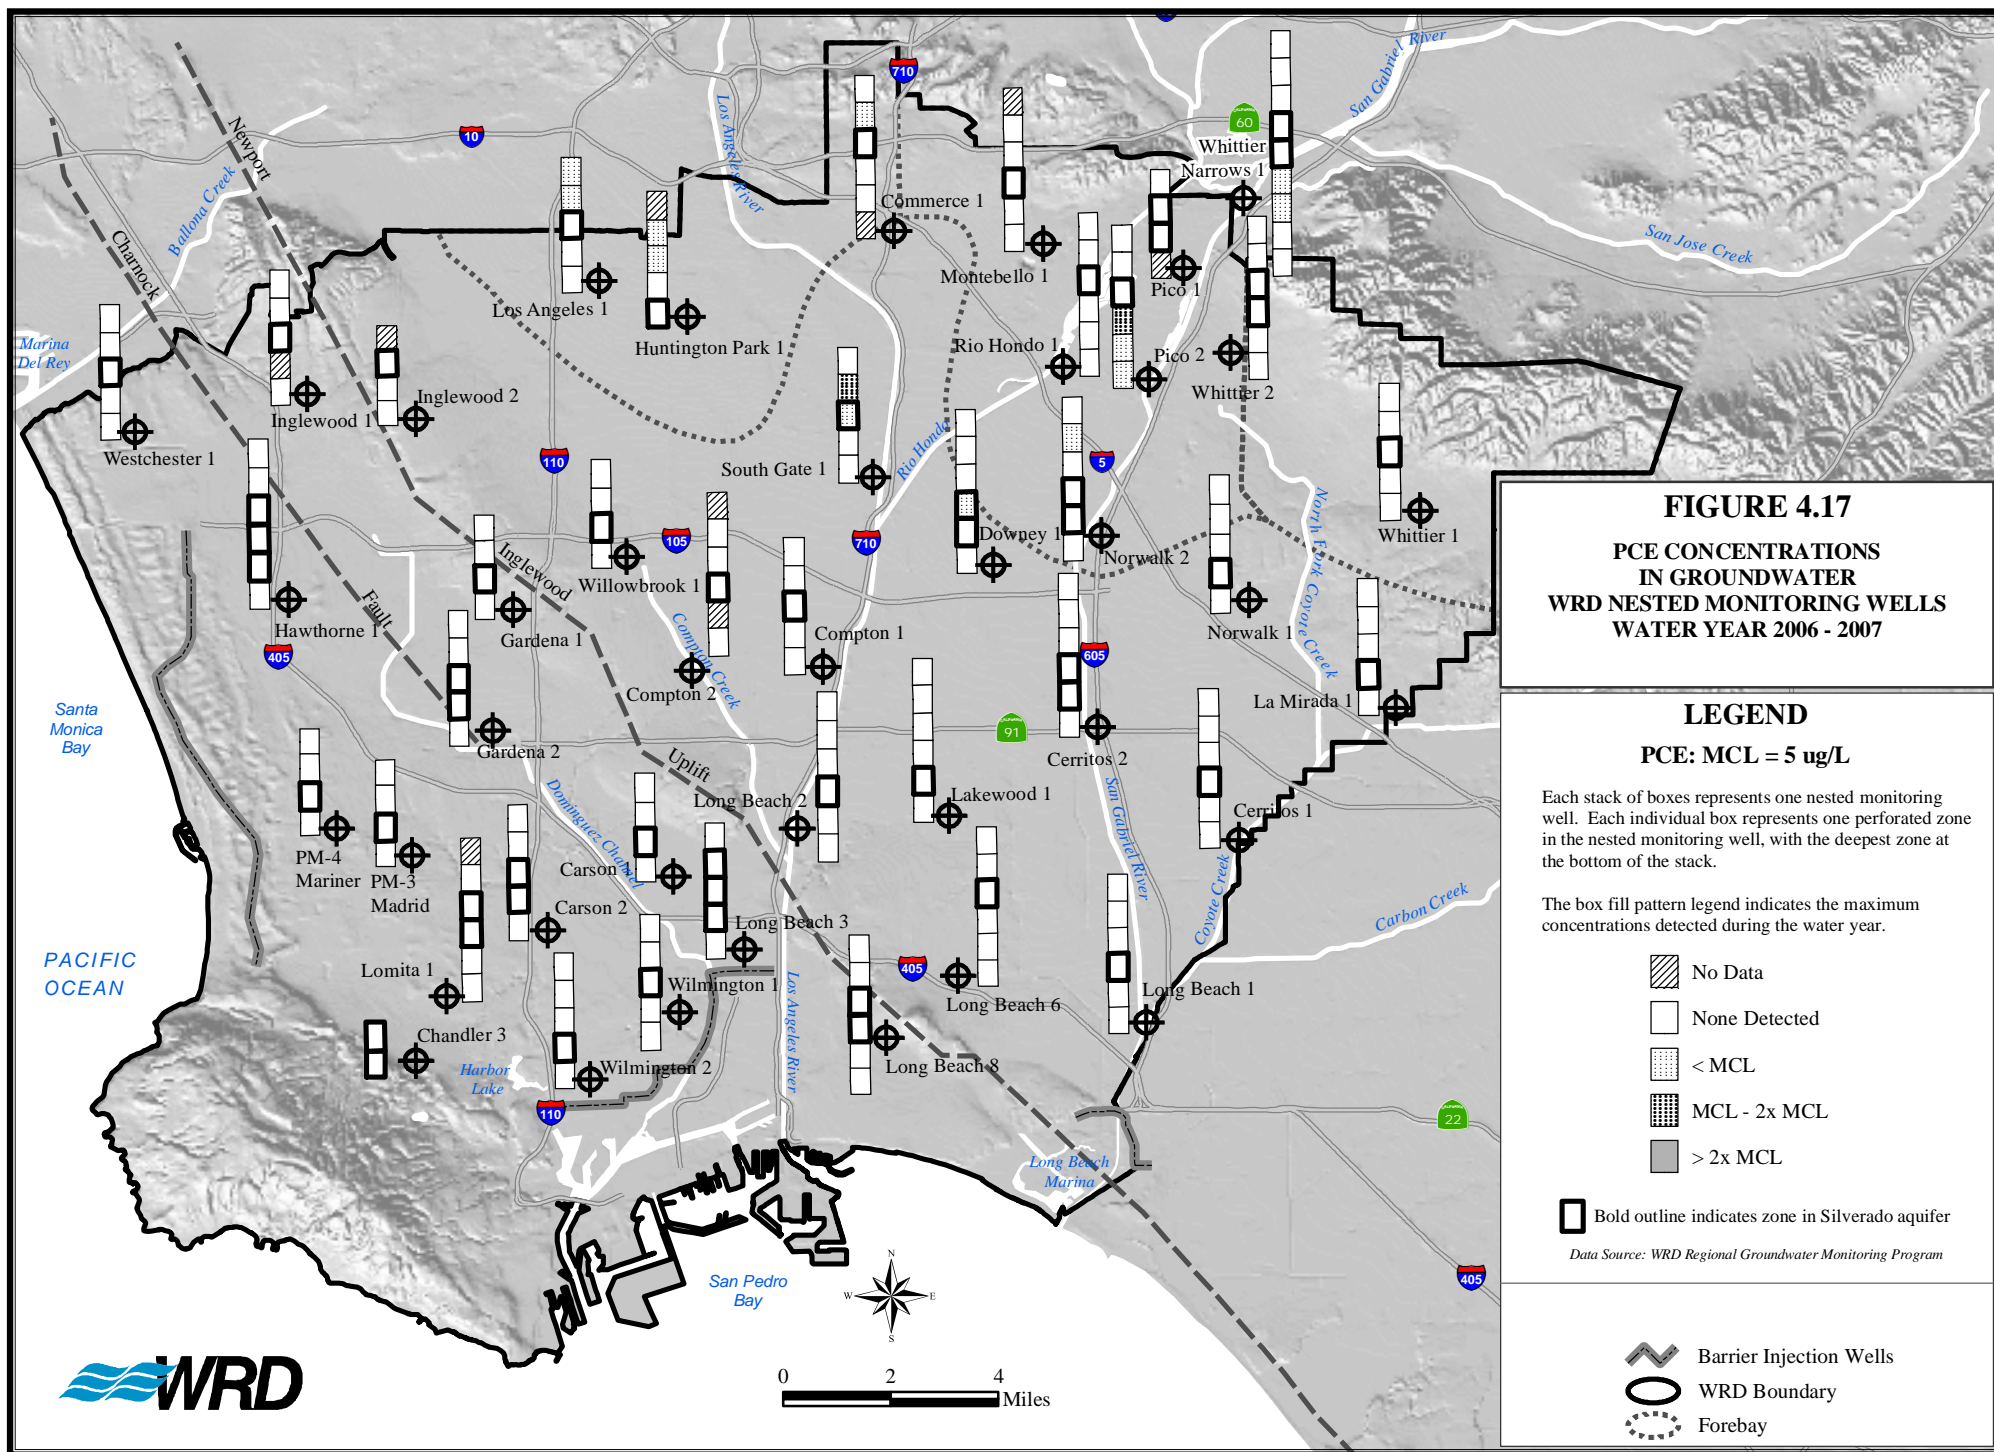 FIGURE 4.17
PCE CONCENTRATIONS
IN GROUNDWATER
WRD NESTED MONITORING WELLS
WATER YEAR 2006 - 2007
LEGEND
PCE: MCL = 5 ug/L
Each stack of boxes represents one nested monitoring
well. Each individual box represents one perforated zone
in the nested monitoring well, with the deepest zone at
the bottom of the stack.
The box fill pattern legend indicates the maximum
concentrations detected during the water year.
No Data
None Detected
< MCL
MCL - 2x MCL
> 2x MCL
Bold outline indicates zone in Silverado aquifer
Data Source: WRD Regional Groundwater Monitoring Program
Barrier Injection Wells
WRD Boundary
Forebay
710
10
CALIFORNIA
60
Whittier
Narrows 1
San Gabriel River
Los Angeles River
Newport
Ballona Creek
Charnock
Commerce 1
Montebello 1
Pico 1
San Jose Creek
Los Angeles 1
Huntington Park 1
Rio Hondo 1
Pico 2
Whittier 2
Marina
Del Rey
Inglewood 1
Inglewood 2
Westchester 1
110
South Gate 1
Rio Hondo
5
North Fork Coyote Creek
Whittier 1
105
710
Downey 1
Norwalk 2
Inglewood
Willowbrook 1
Fault
Hawthorne 1
Gardena 1
Compton Creek
Compton 1
Norwalk 1
405
605
Compton 2
La Mirada 1
Santa
Monica
Bay
Gardena 2
CALIFORNIA
91
Cerritos 2
Uplift
Dominguez Channel
Long Beach 2
Lakewood 1
San Gabriel River
Cerritos 1
PM-4
Mariner
PM-3
Madrid
Carson 1
Carson 2
Long Beach 3
Coyote Creek
Carbon Creek
PACIFIC
OCEAN
Lomita 1
Wilmington 1
405
Long Beach 6
Long Beach 1
Los Angeles River
Chandler 3
Harbor
Lake
Wilmington 2
Long Beach 8
110
CALIFORNIA
22
Long Beach
Marina
San Pedro
Bay
405
N
W
E
S
0 2 4
Miles
WRD